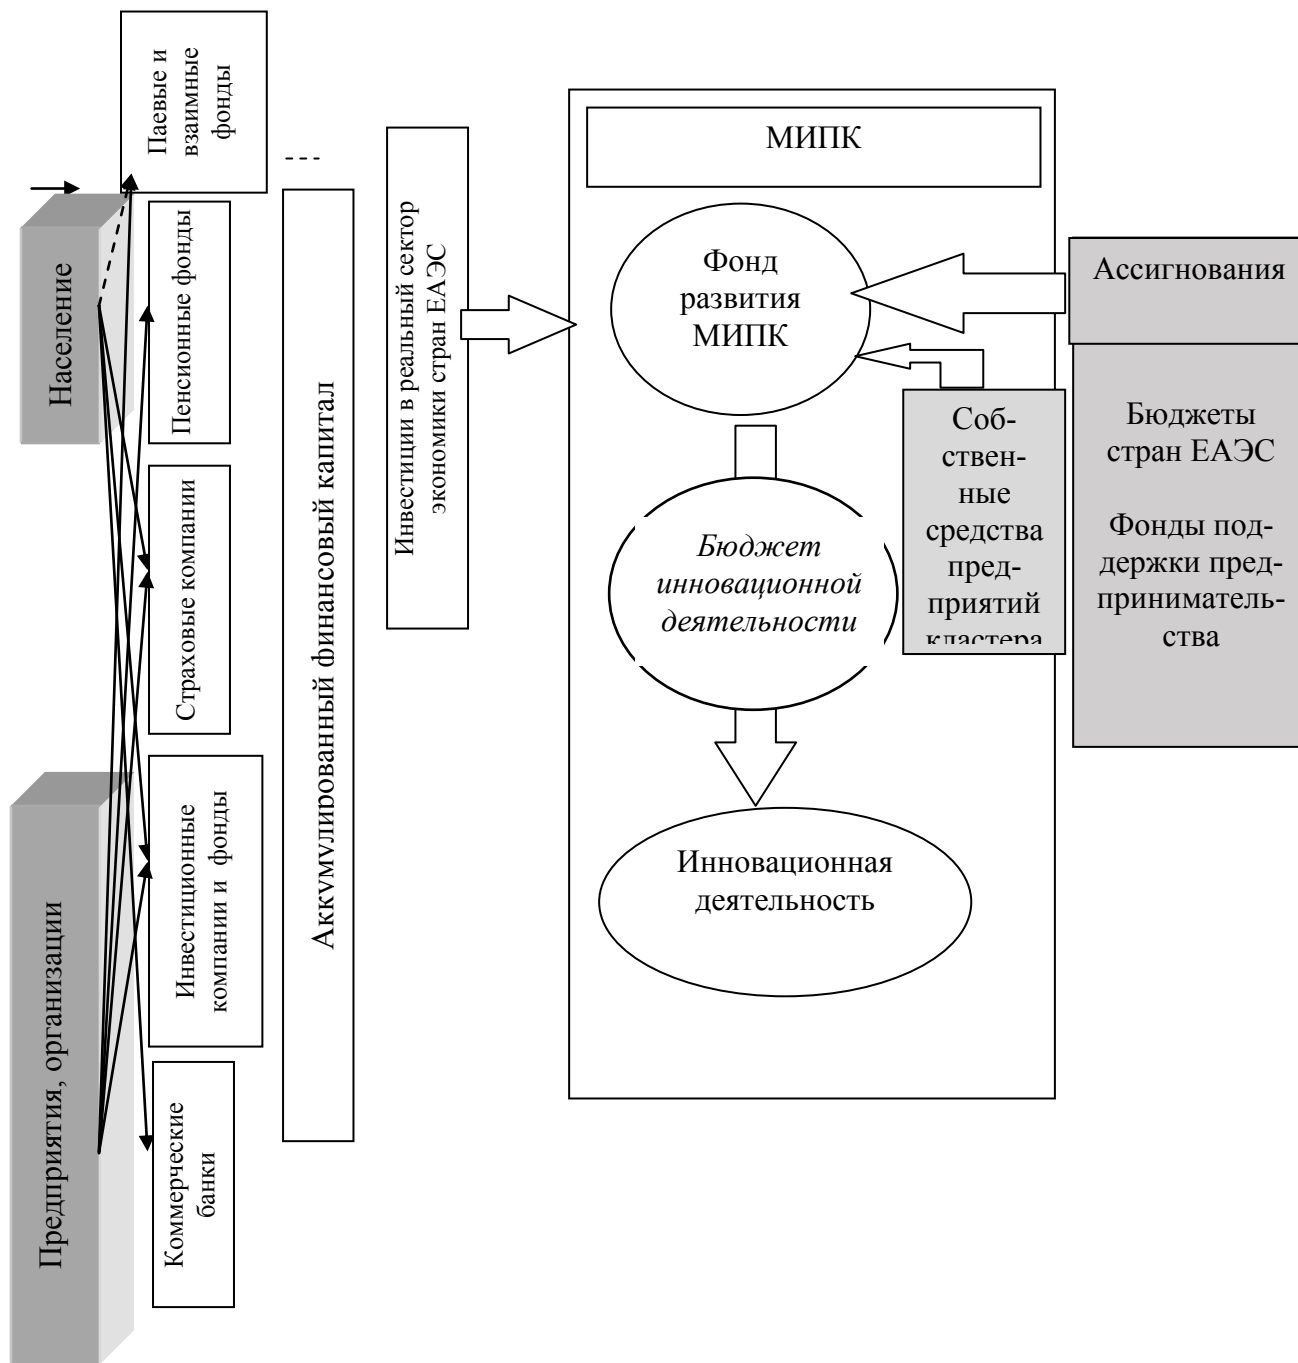 Паевые и
взаимные
фонды
Население
Пенсионные фонды
Страховые компании
Предприятия, организации
Инвестиционные
компании и фонды
Коммерческие
банки
Аккумулированный финансовый капитал
Инвестиции в реальный сектор
экономики стран ЕАЭС
МИПК
Фонд
развития
МИПК
Бюджет
инновационной
деятельности
Инновационная
деятельность
Соб-
ствен-
ные
средства
пред-
приятий
кластера
Ассигнования
Бюджеты
стран ЕАЭС
Фонды под-
держки пред-
приниматель-
ства